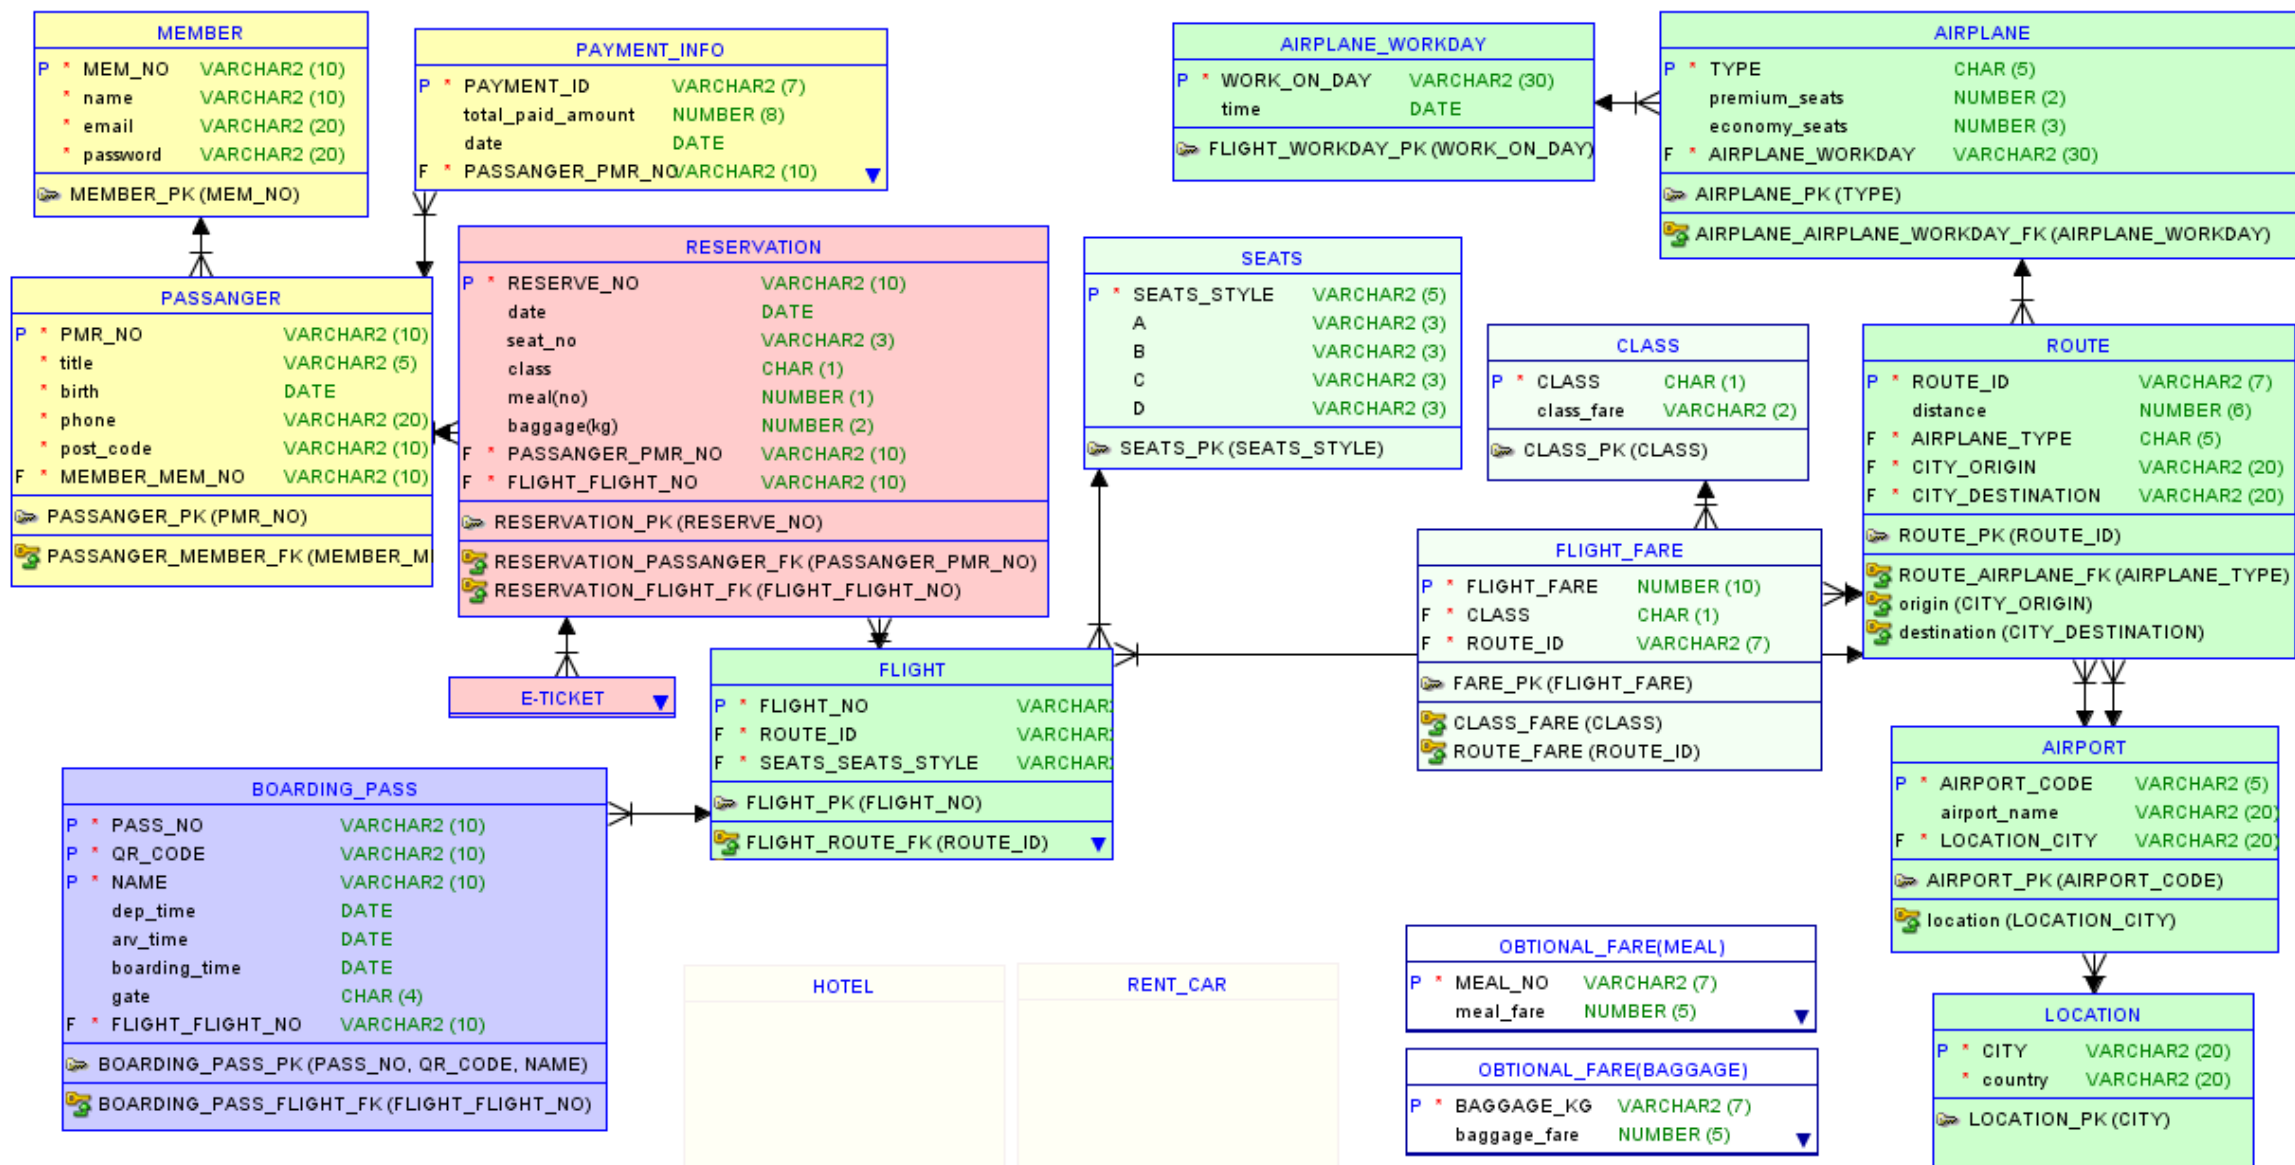 MEMBER
P * MEM_NO VARCHAR2 (10)
* name VARCHAR2 (10)
* email VARCHAR2 (20)
* password VARCHAR2 (20)
MEMBER_PK (MEM_NO)
PAYMENT_INFO
P * PAYMENT_ID VARCHAR2 (7)
total_paid_amount NUMBER (8)
date DATE
F * PASSANGER_PMR_NO VARCHAR2 (10)
AIRPLANE_WORKDAY
P * WORK_ON_DAY VARCHAR2 (30)
time DATE
FLIGHT_WORKDAY_PK (WORK_ON_DAY)
AIRPLANE
P * TYPE CHAR (5)
premium_seats NUMBER (2)
economy_seats NUMBER (3)
F * AIRPLANE_WORKDAY VARCHAR2 (30)
AIRPLANE_PK (TYPE)
AIRPLANE_AIRPLANE_WORKDAY_FK (AIRPLANE_WORKDAY)
PASSANGER
P * PMR_NO VARCHAR2 (10)
* title VARCHAR2 (5)
* birth DATE
* phone VARCHAR2 (20)
* post_code VARCHAR2 (10)
F * MEMBER_MEM_NO VARCHAR2 (10)
PASSANGER_PK (PMR_NO)
PASSANGER_MEMBER_FK (MEMBER_M
RESERVATION
P * RESERVE_NO VARCHAR2 (10)
date DATE
seat_no VARCHAR2 (3)
class CHAR (1)
meal(no) NUMBER (1)
baggage(kg) NUMBER (2)
F * PASSANGER_PMR_NO VARCHAR2 (10)
F * FLIGHT_FLIGHT_NO VARCHAR2 (10)
RESERVATION_PK (RESERVE_NO)
RESERVATION_PASSANGER_FK (PASSANGER_PMR_NO)
RESERVATION_FLIGHT_FK (FLIGHT_FLIGHT_NO)
SEATS
P * SEATS_STYLE VARCHAR2 (5)
A VARCHAR2 (3)
B VARCHAR2 (3)
C VARCHAR2 (3)
D VARCHAR2 (3)
SEATS_PK (SEATS_STYLE)
CLASS
P * CLASS CHAR (1)
class_fare VARCHAR2 (2)
CLASS_PK (CLASS)
ROUTE
P * ROUTE_ID VARCHAR2 (7)
distance NUMBER (6)
F * AIRPLANE_TYPE CHAR (5)
F * CITY_ORIGIN VARCHAR2 (20)
F * CITY_DESTINATION VARCHAR2 (20)
ROUTE_PK (ROUTE_ID)
ROUTE_AIRPLANE_FK (AIRPLANE_TYPE)
origin (CITY_ORIGIN)
destination (CITY_DESTINATION)
FLIGHT_FARE
P * FLIGHT_FARE NUMBER (10)
F * CLASS CHAR (1)
F * ROUTE_ID VARCHAR2 (7)
FARE_PK (FLIGHT_FARE)
CLASS_FARE (CLASS)
ROUTE_FARE (ROUTE_ID)
E-TICKET
FLIGHT
P * FLIGHT_NO VARCHAR
F * ROUTE_ID VARCHAR
F * SEATS_SEATS_STYLE VARCHAR
FLIGHT_PK (FLIGHT_NO)
FLIGHT_ROUTE_FK (ROUTE_ID)
BOARDING_PASS
P * PASS_NO VARCHAR2 (10)
P * QR_CODE VARCHAR2 (10)
P * NAME VARCHAR2 (10)
dep_time DATE
arv_time DATE
boarding_time DATE
gate CHAR (4)
F * FLIGHT_FLIGHT_NO VARCHAR2 (10)
BOARDING_PASS_PK (PASS_NO, QR_CODE, NAME)
BOARDING_PASS_FLIGHT_FK (FLIGHT_FLIGHT_NO)
AIRPORT
P * AIRPORT_CODE VARCHAR2 (5)
airport_name VARCHAR2 (20)
F * LOCATION_CITY VARCHAR2 (20)
AIRPORT_PK (AIRPORT_CODE)
location (LOCATION_CITY)
HOTEL
RENT_CAR
OBTIONAL_FARE(MEAL)
P * MEAL_NO VARCHAR2 (7)
meal_fare NUMBER (5)
OBTIONAL_FARE(BAGGAGE)
P * BAGGAGE_KG VARCHAR2 (7)
baggage_fare NUMBER (5)
LOCATION
P * CITY VARCHAR2 (20)
* country VARCHAR2 (20)
LOCATION_PK (CITY)